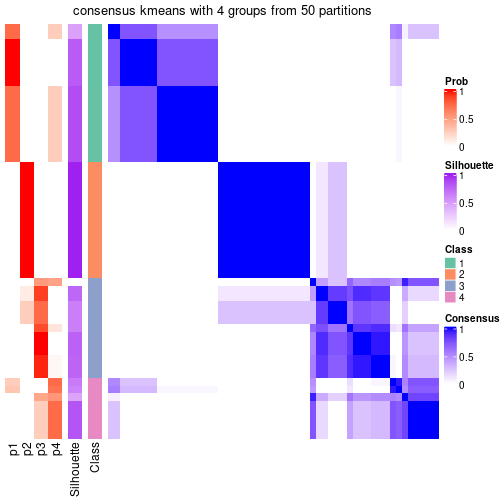 consensus kmeans with 4 groups from 50 partitions
Prob
1
0.5
0
Silhouette
1
0.5
0
Class
1
2
3
4
Consensus
1
0.5
0
p1
p2
p3
p4
Silhouette
Class